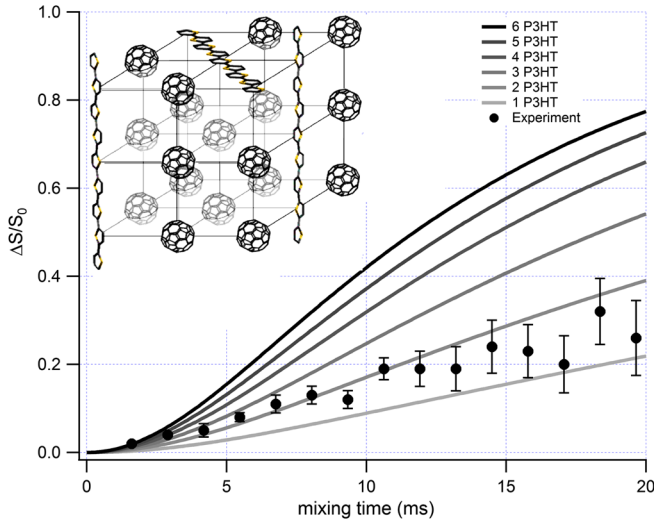 1.0
0.8
0.6
0.4
0.2
0.0
ΔS/S0
6 P3HT
5 P3HT
4 P3HT
3 P3HT
2 P3HT
1 P3HT
Experiment
0 5 10 15 20
mixing time (ms)